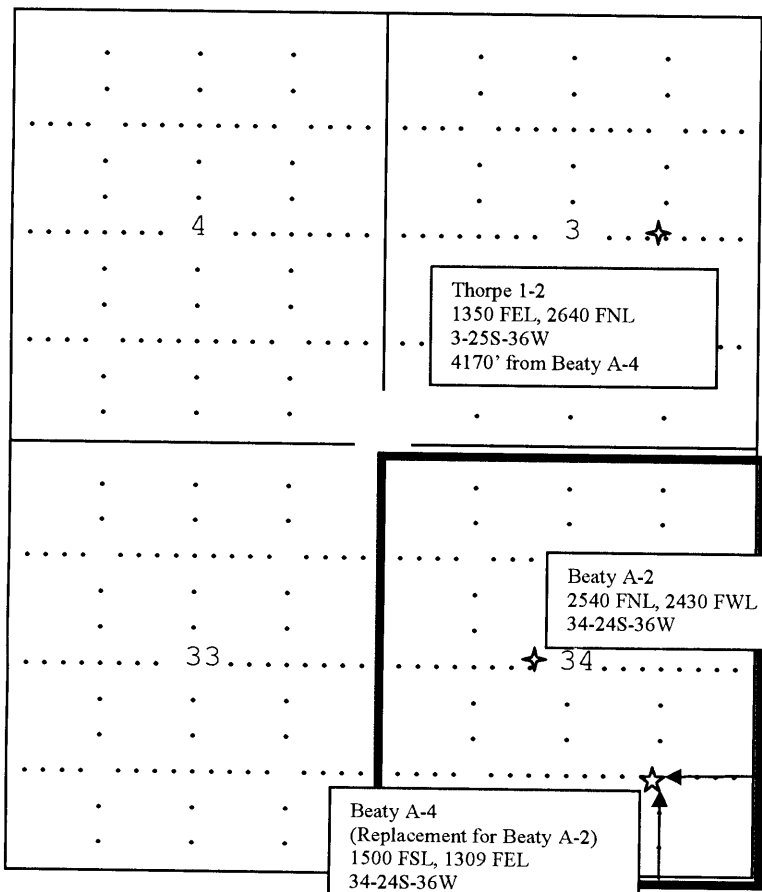 4
3
Thorpe 1-2
1350 FEL, 2640 FNL
3-25S-36W
4170' from Beaty A-4
Beaty A-2
2540 FNL, 2430 FWL
34-24S-36W
33
34
Beaty A-4
(Replacement for Beaty A-2)
1500 FSL, 1309 FEL
34-24S-36W